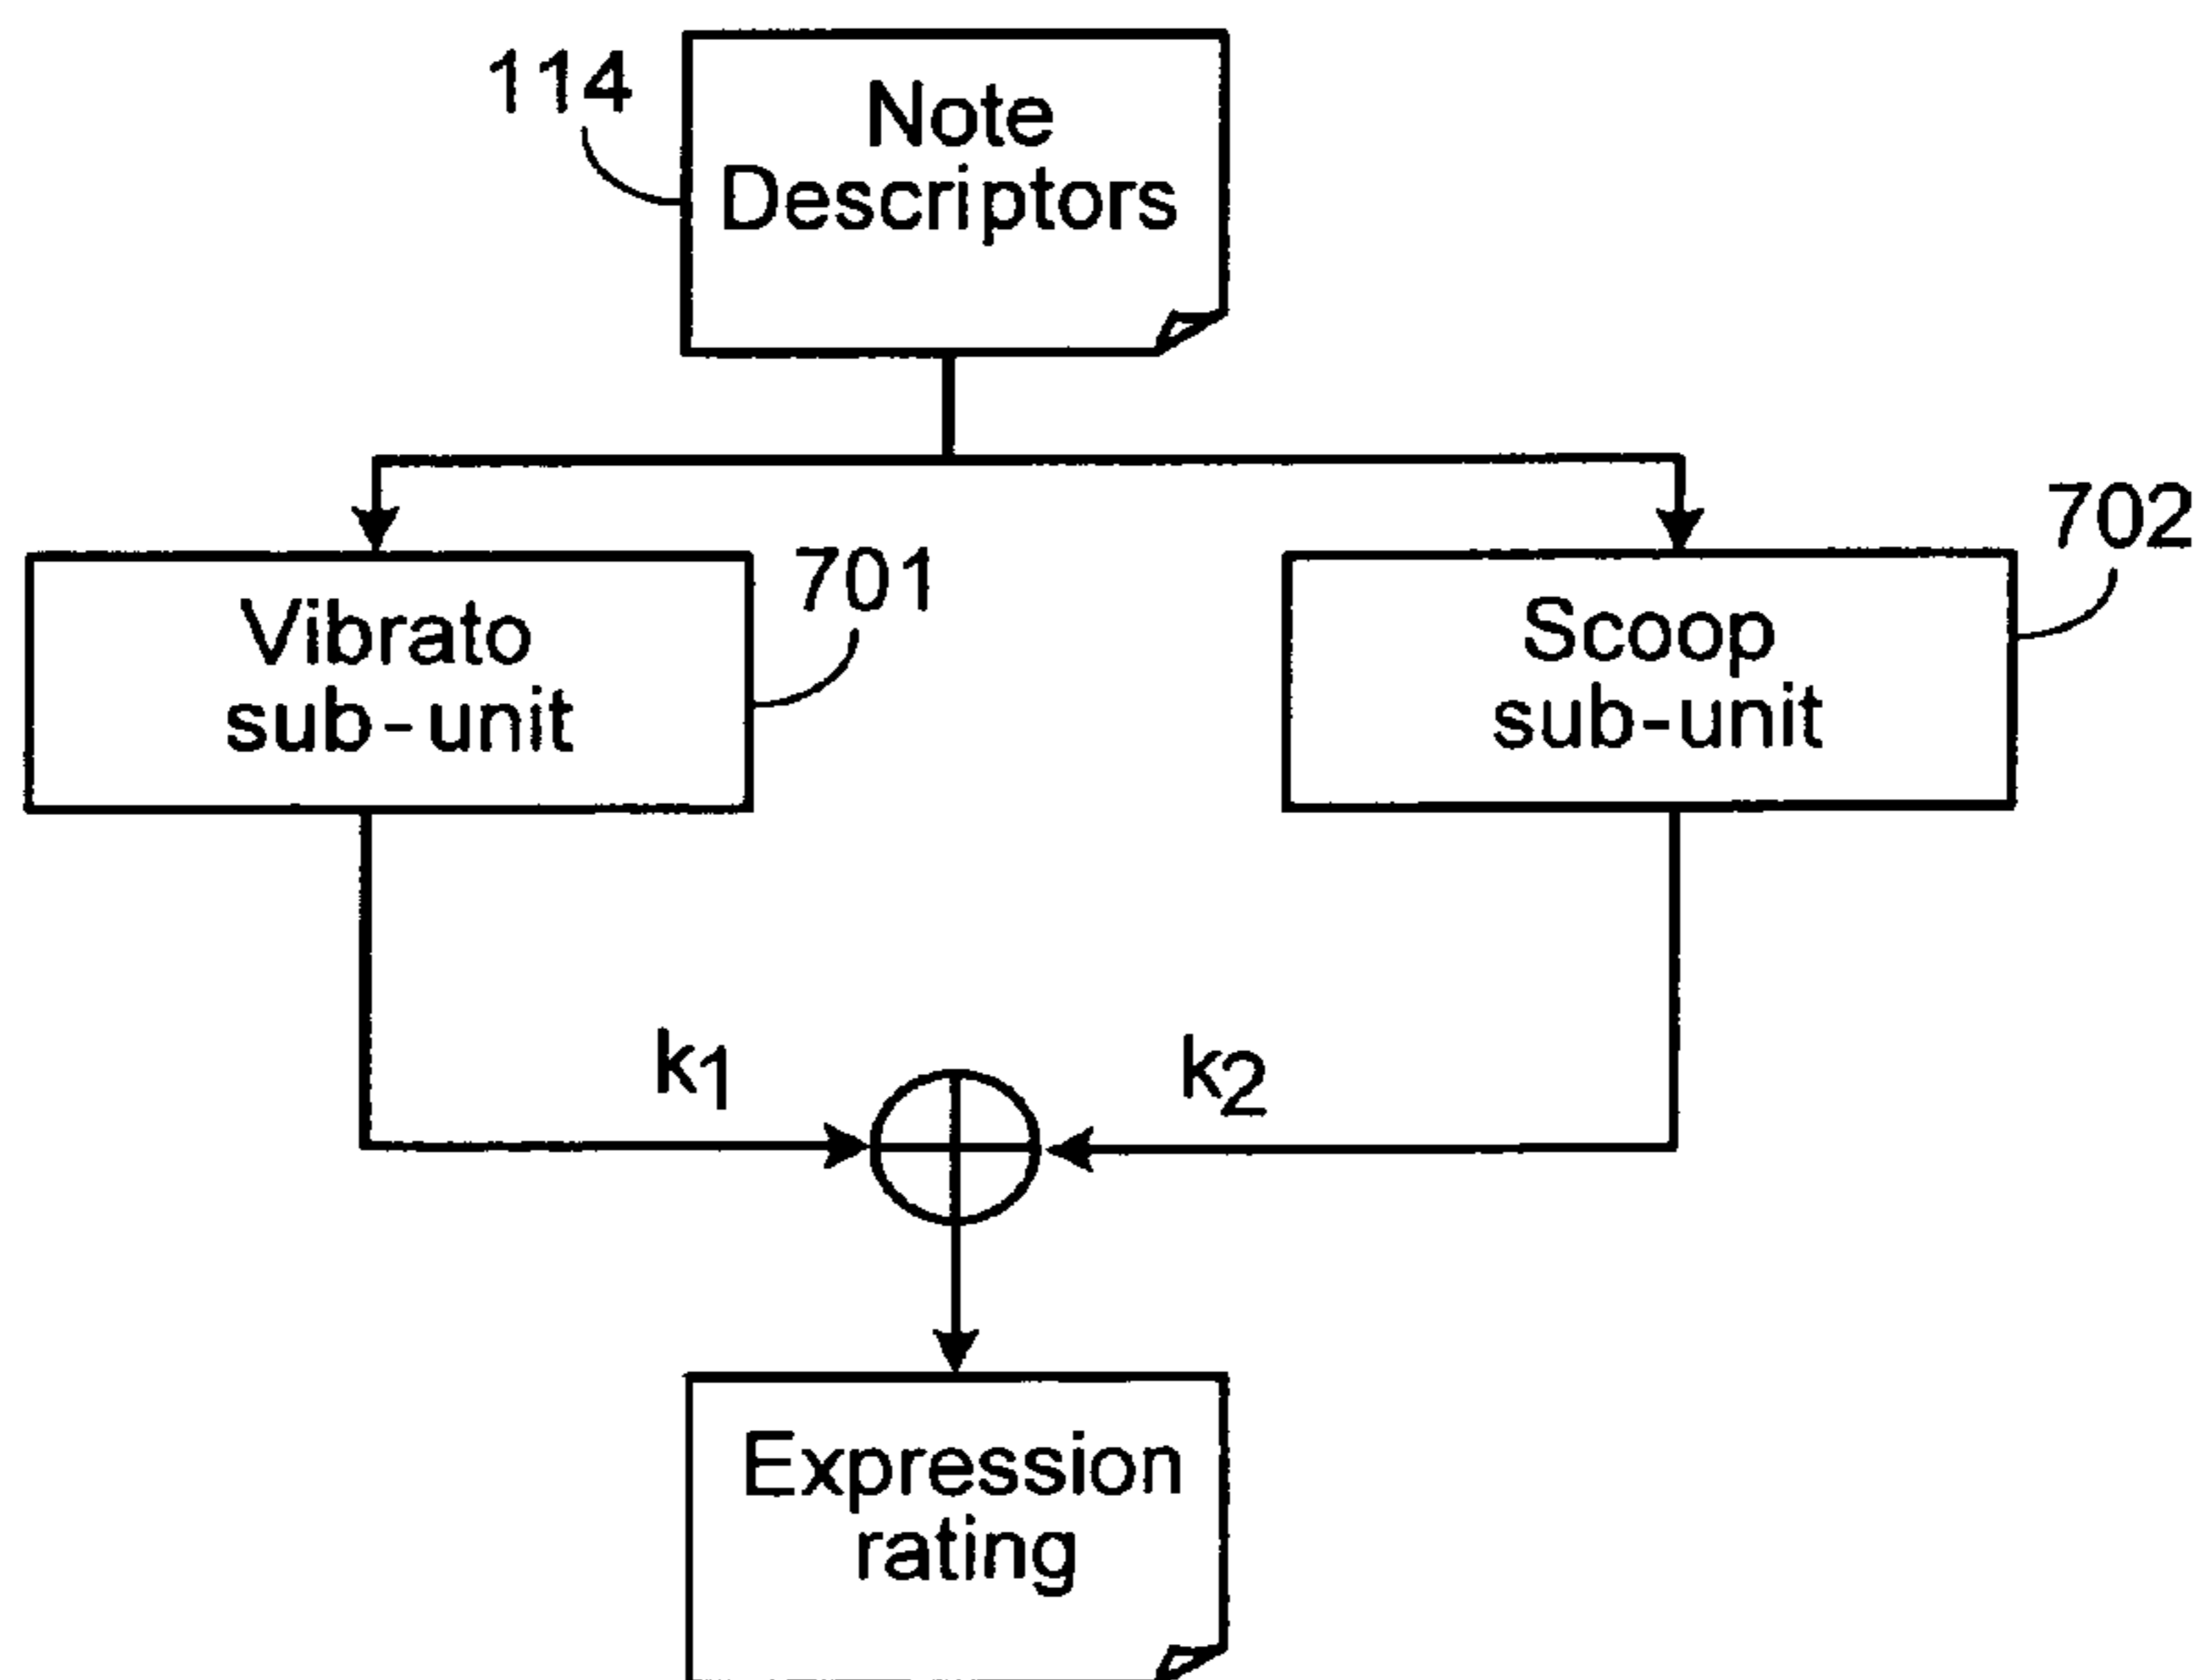 114
Note
Descriptors
702
701
Vibrato
sub-unit
Scoop
sub-unit
k1
k2
Expression
rating